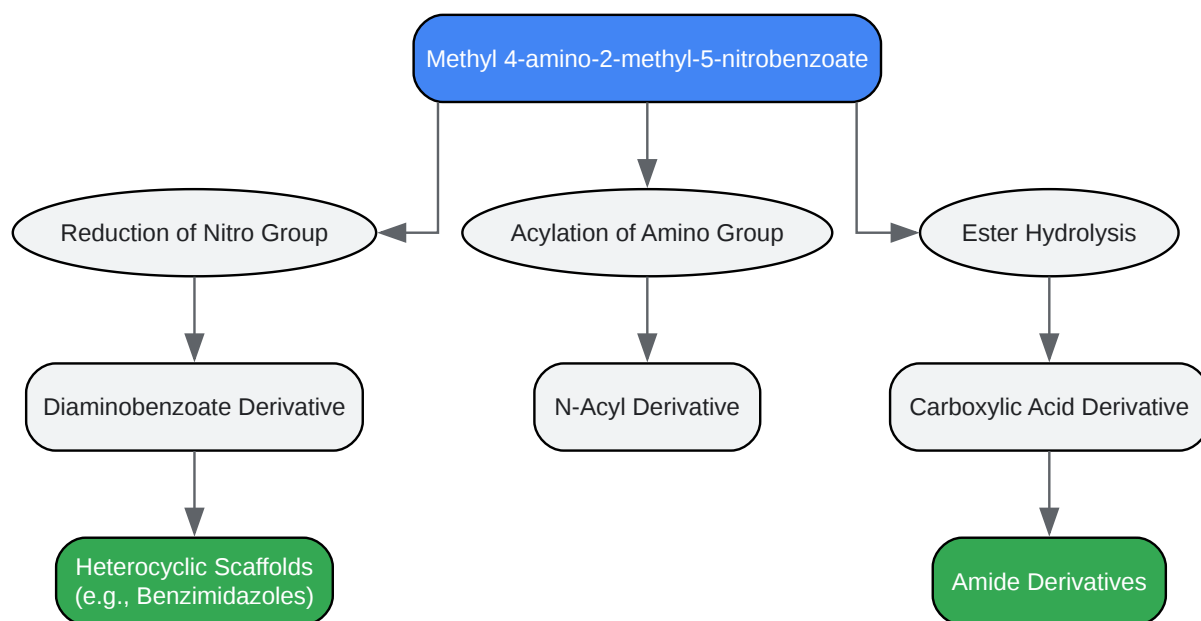 Methyl 4-amino-2-methyl-5-nitrobenzoate
Reduction of Nitro Group
Acylation of Amino Group
Ester Hydrolysis
Diaminobenzoate Derivative
N-Acyl Derivative
Carboxylic Acid Derivative
Heterocyclic Scaffolds
(e.g., Benzimidazoles)
Amide Derivatives